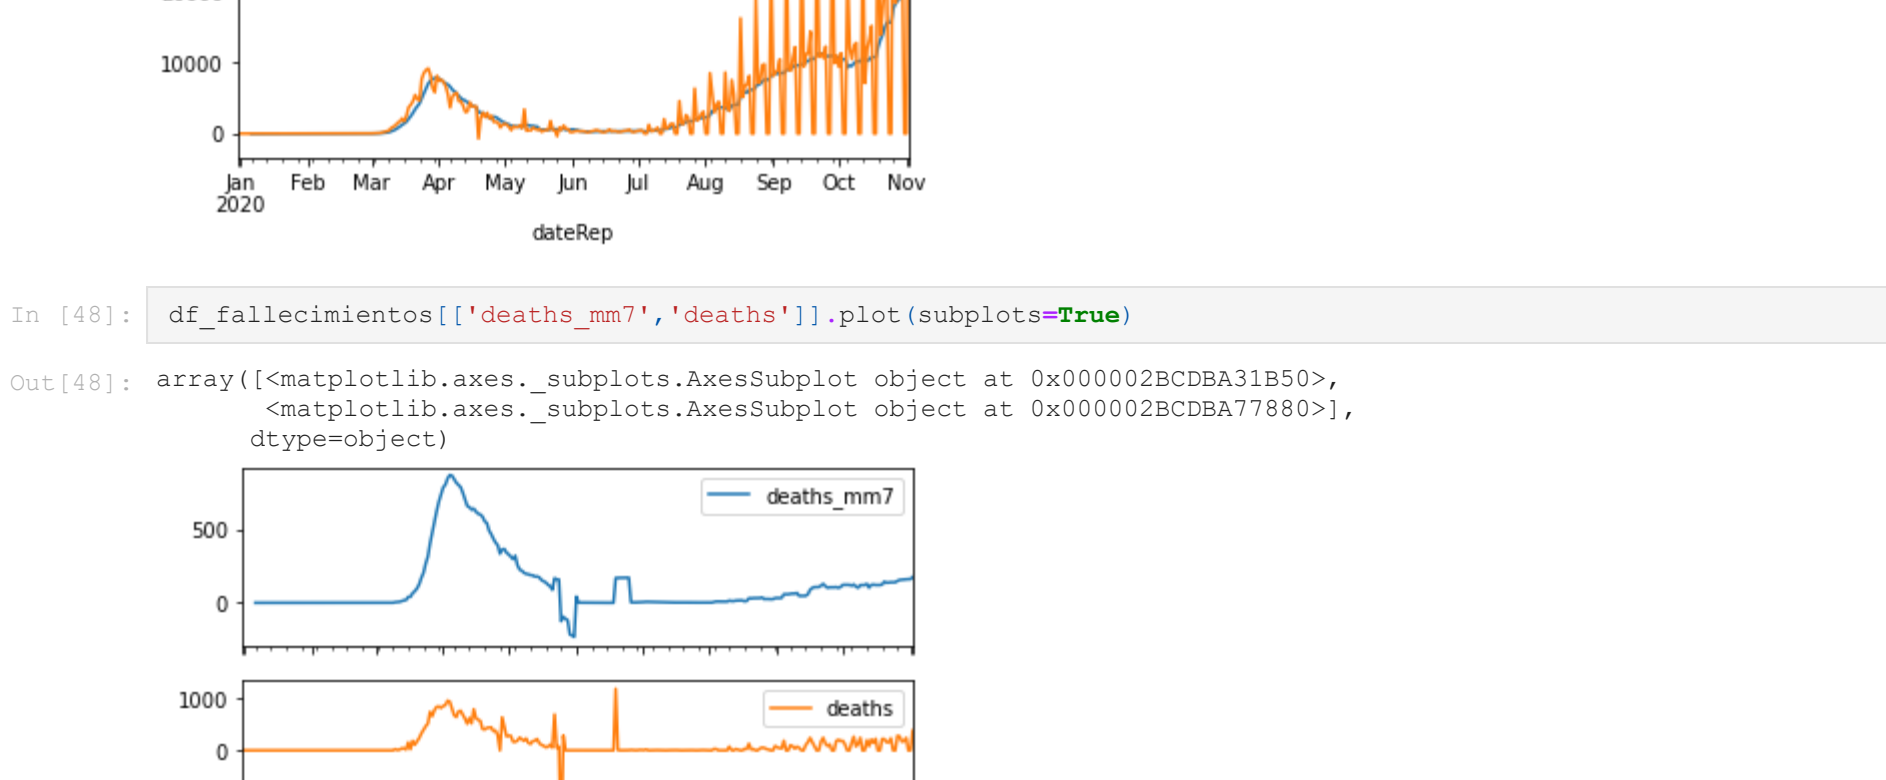 10000
0
Jan Feb Mar Apr May Jun Jul Aug Sep Oct Nov
2020
dateRep
In [48]: df_fallecimientos[['deaths_mm7','deaths']].plot(subplots=True)
Out[48]: array([<matplotlib.axes._subplots.AxesSubplot object at 0x000002BCDBA31B50>,
<matplotlib.axes._subplots.AxesSubplot object at 0x000002BCDBA77880>],
dtype=object)
deaths_mm7
500
0
1000
deaths
0